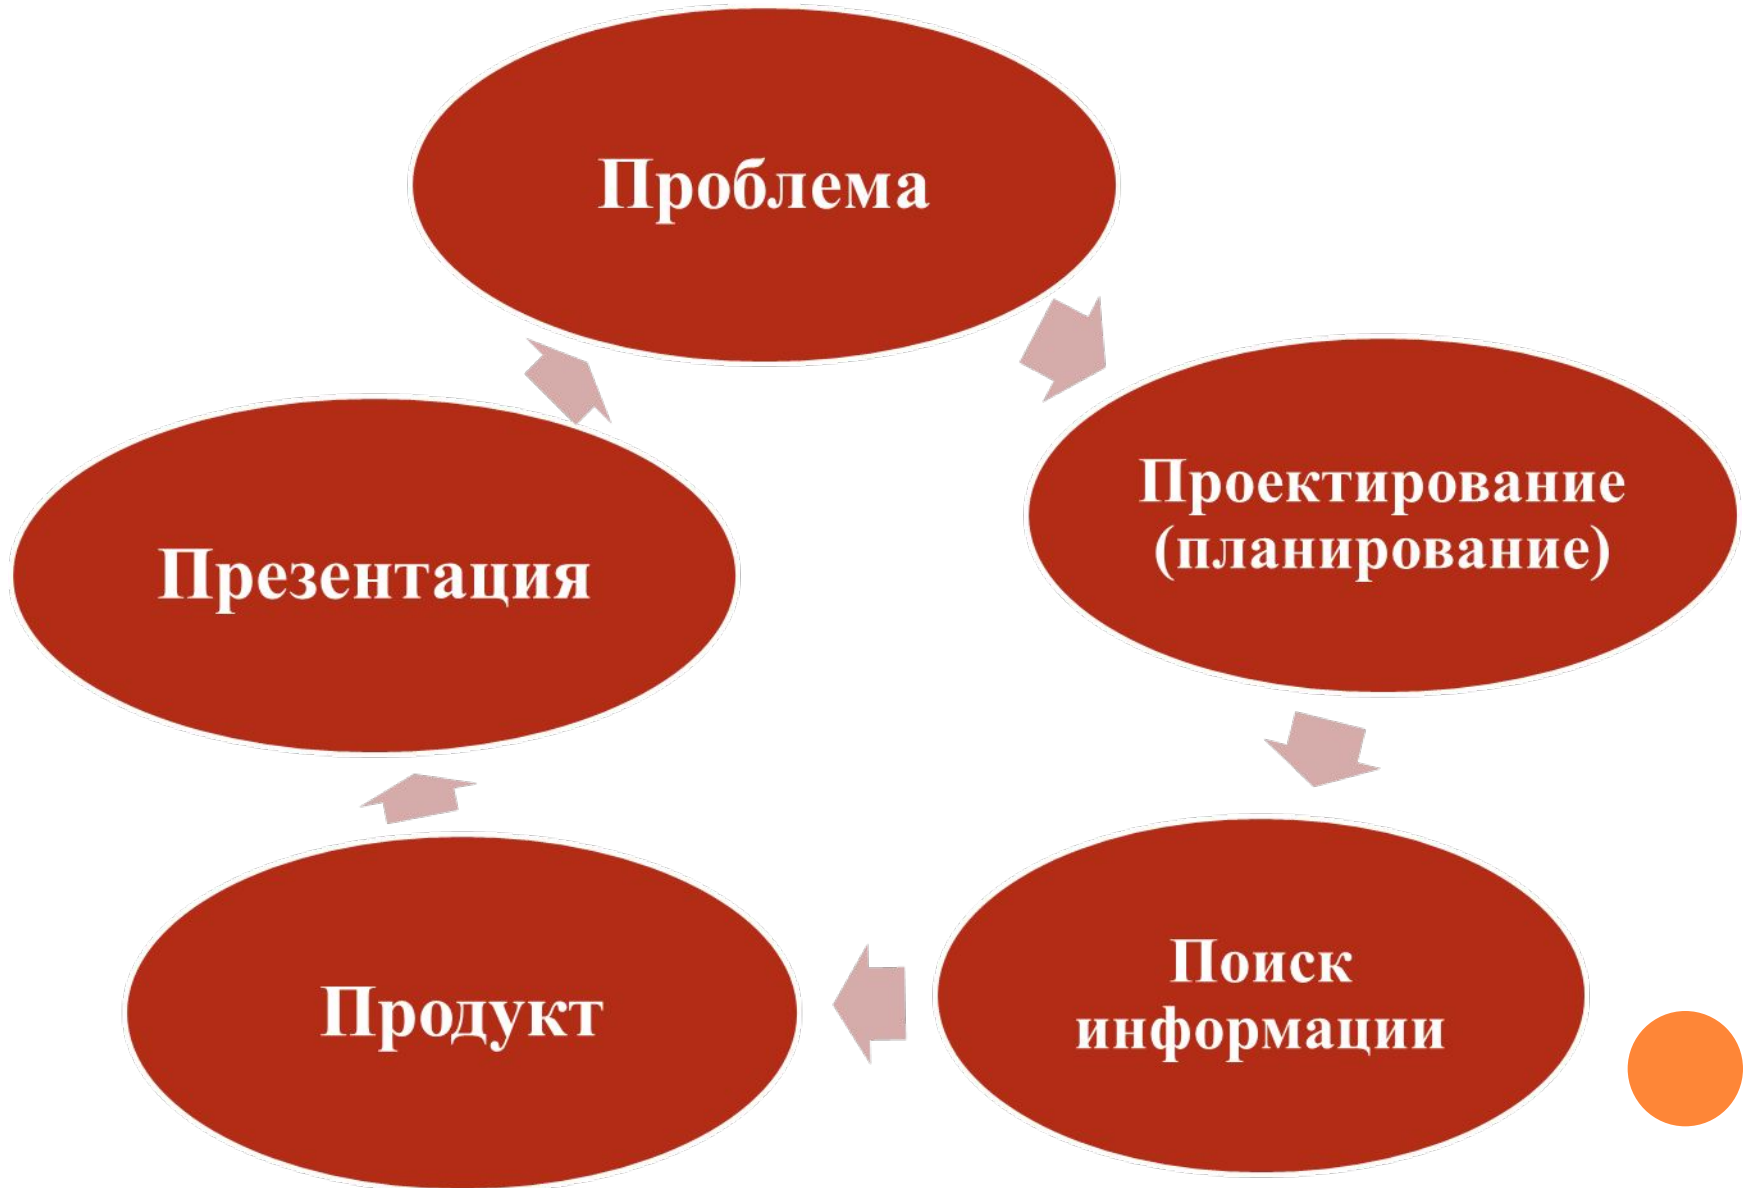 Проблема
Проектирование
(планирование)
Поиск
информации
Продукт
Презентация